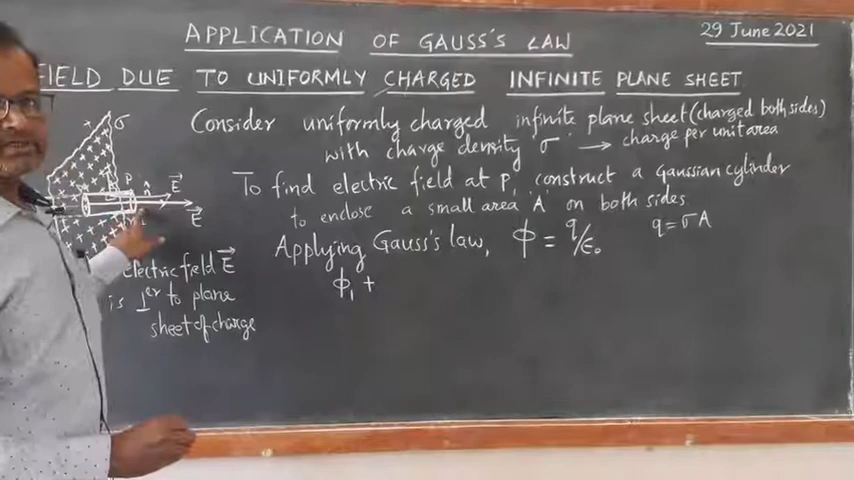 29 June 2021
APPLICATION OF GAUSS'S LAW
FIELD DUE TO UNIFORMLY CHARGED INFINITE PLANE SHEET
Consider uniformly charged infinite plane sheet (charged both sides)
with charge density 'σ' → charge per unit area
To find electric field at P, construct a gaussian cylinder
to enclose a small area 'A' on both sides
Applying Gauss's law, ϕ = q/ε₀ q = σA
ϕ₁ +
σ
P
n̂
E⃗
E⃗
electric field E⃗
is ⊥er to plane
sheet of charge